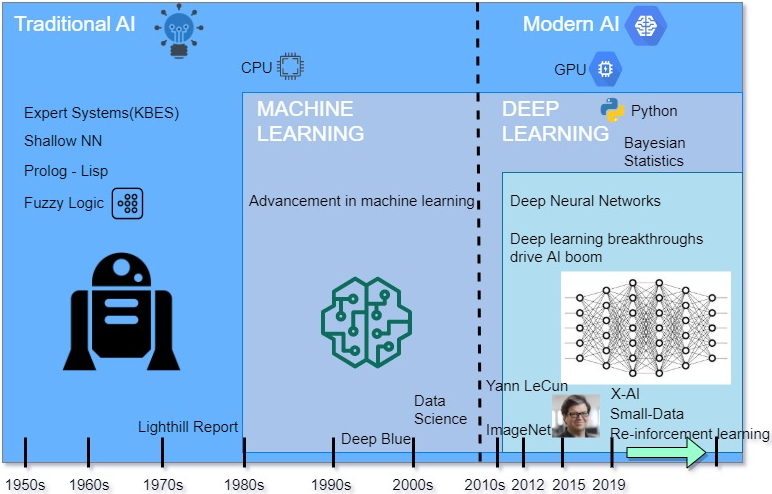 Traditional AI
Modern AI
CPU
GPU
Expert Systems(KBES)
Shallow NN
Prolog - Lisp
Fuzzy Logic
MACHINE
LEARNING
DEEP
LEARNING
Python
Bayesian
Statistics
Advancement in machine learning
Deep Neural Networks
Deep learning breakthroughs
drive AI boom
Yann LeCun
Data
Science
X-AI
Small-Data
Re-inforcement learning
Lighthill Report
Deep Blue
ImageNet
1950s
1960s
1970s
1980s
1990s
2000s
2010s
2012
2015
2019